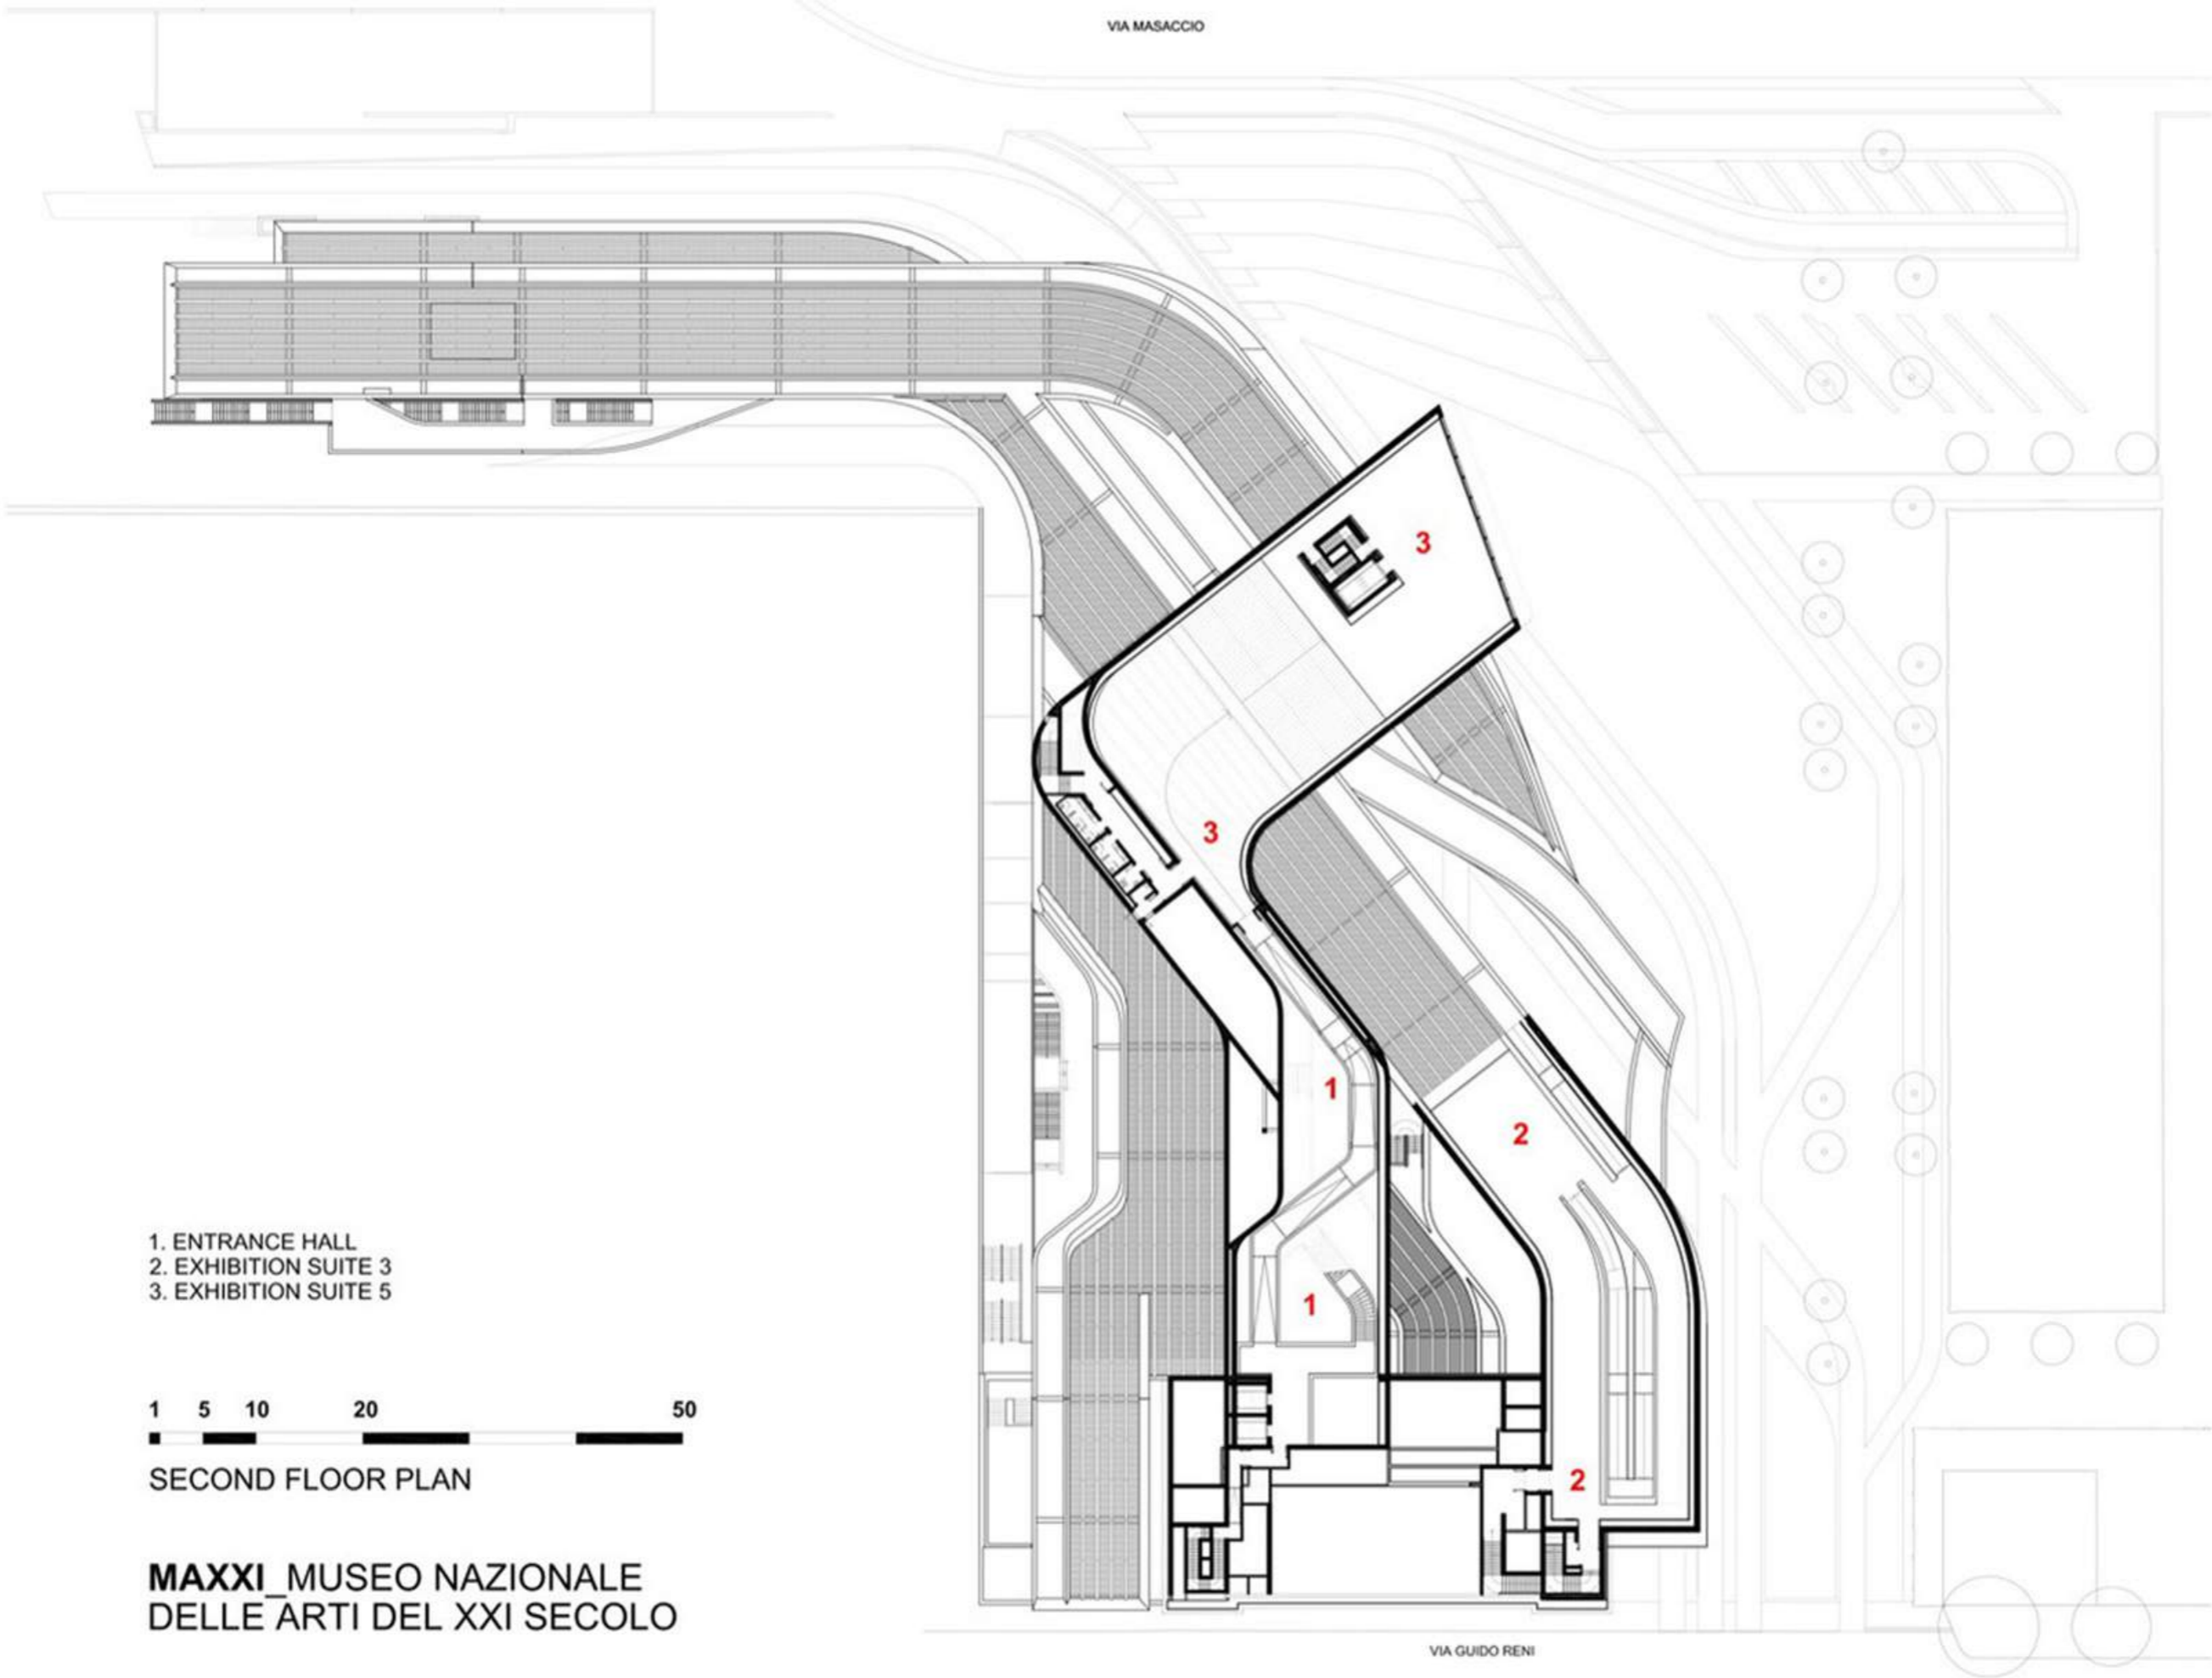 VIA MASACCIO
3
3
1
2
1
2
1. ENTRANCE HALL
2. EXHIBITION SUITE 3
3. EXHIBITION SUITE 5
1 5 10 20 50
SECOND FLOOR PLAN
MAXXI_MUSEO NAZIONALE
DELLE ARTI DEL XXI SECOLO
VIA GUIDO RENI